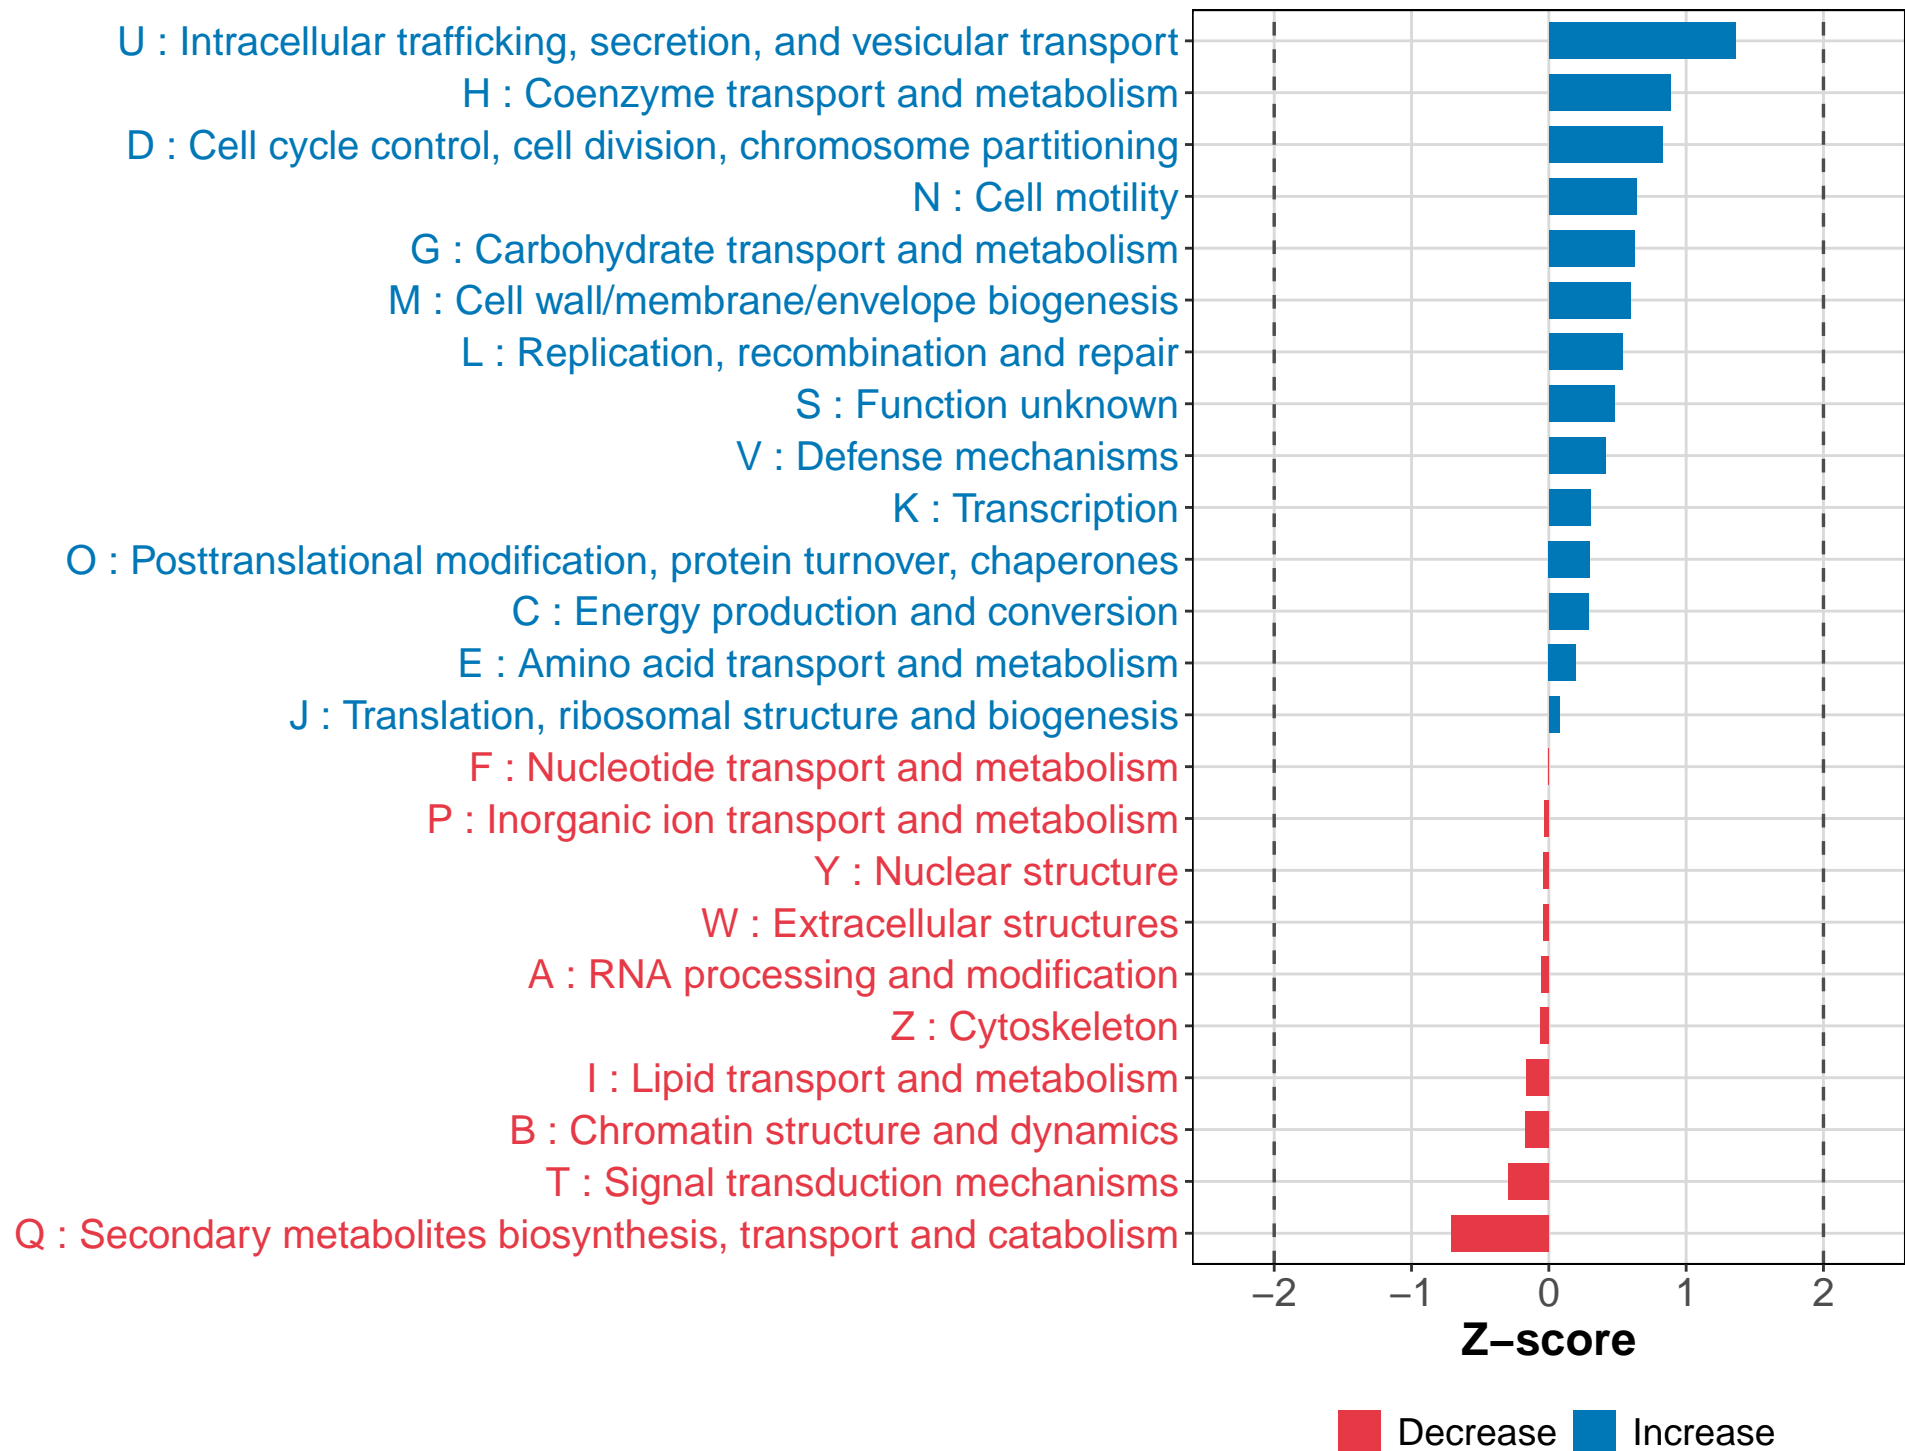 U : Intracellular trafficking, secretion, and vesicular transport
H : Coenzyme transport and metabolism
D : Cell cycle control, cell division, chromosome partitioning
N : Cell motility
G : Carbohydrate transport and metabolism
M : Cell wall/membrane/envelope biogenesis
L : Replication, recombination and repair
S : Function unknown
V : Defense mechanisms
K : Transcription
O : Posttranslational modification, protein turnover, chaperones
C : Energy production and conversion
E : Amino acid transport and metabolism
J : Translation, ribosomal structure and biogenesis
F : Nucleotide transport and metabolism
P : Inorganic ion transport and metabolism
Y : Nuclear structure
W : Extracellular structures
A : RNA processing and modification
Z : Cytoskeleton
I : Lipid transport and metabolism
B : Chromatin structure and dynamics
T : Signal transduction mechanisms
Q : Secondary metabolites biosynthesis, transport and catabolism
−2 −1 0 1 2
Z−score
Decrease Increase